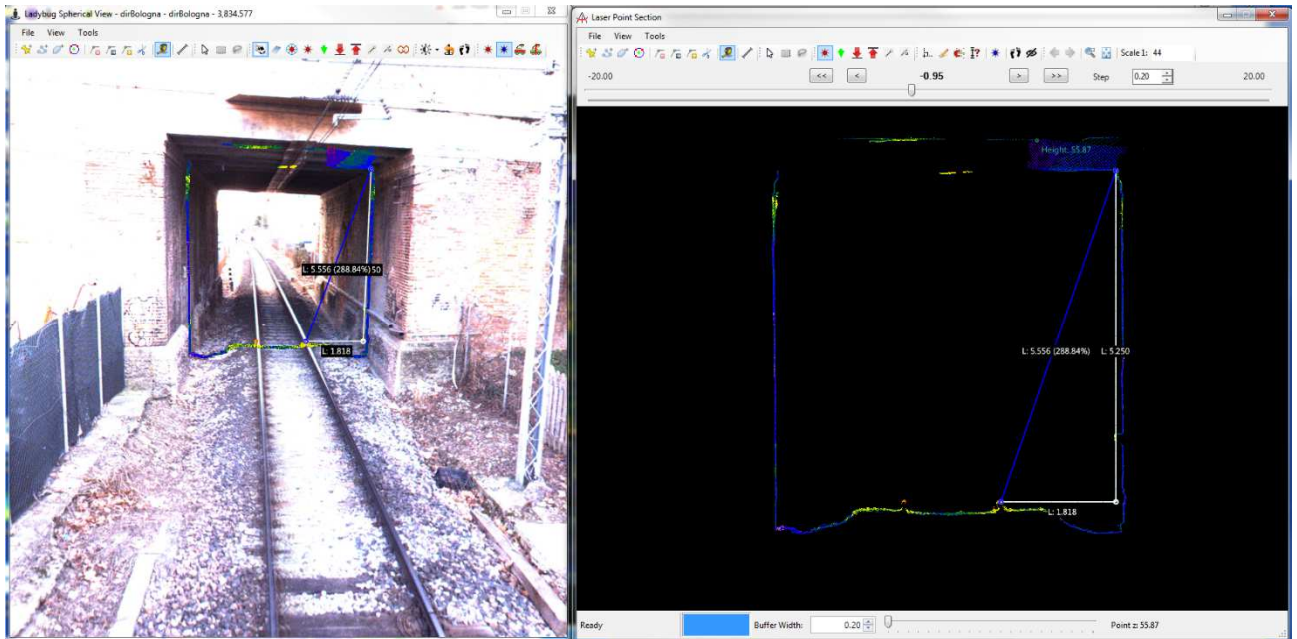 Ladybug Spherical View - dirBologna - dirBologna - 3,834.577
File View Tools
L: 5.556 (288.84%)50
L: 1.818
Laser Point Section
File View Tools
Scale 1: 44
-20.00 << < -0.95 > >> Step 0.20 20.00
Height: 55.87
L: 5.556 (288.84%) L: 5.250
L: 1.818
Ready Buffer Width: 0.20 Point z: 55.87